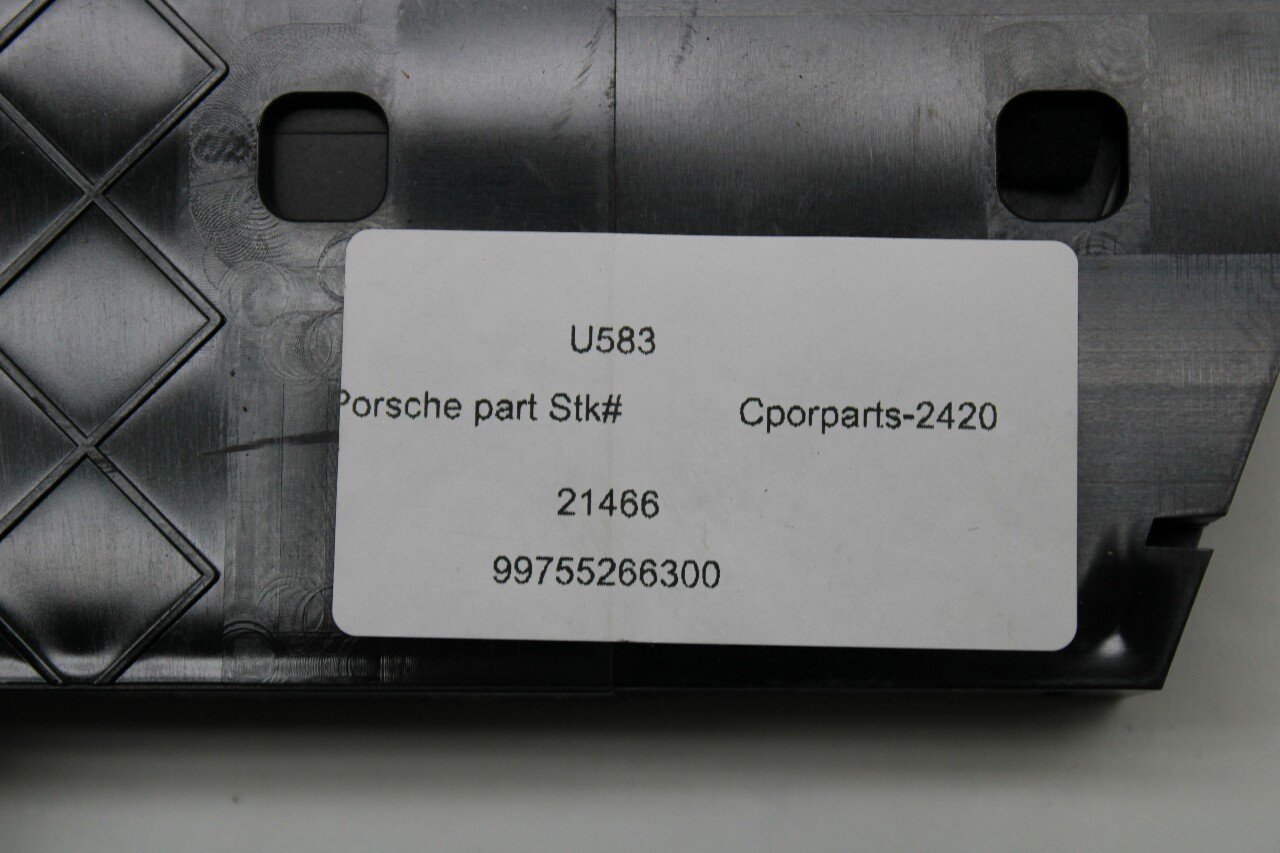 U583
Porsche part Stk# Cporparts-2420
21466
99755266300